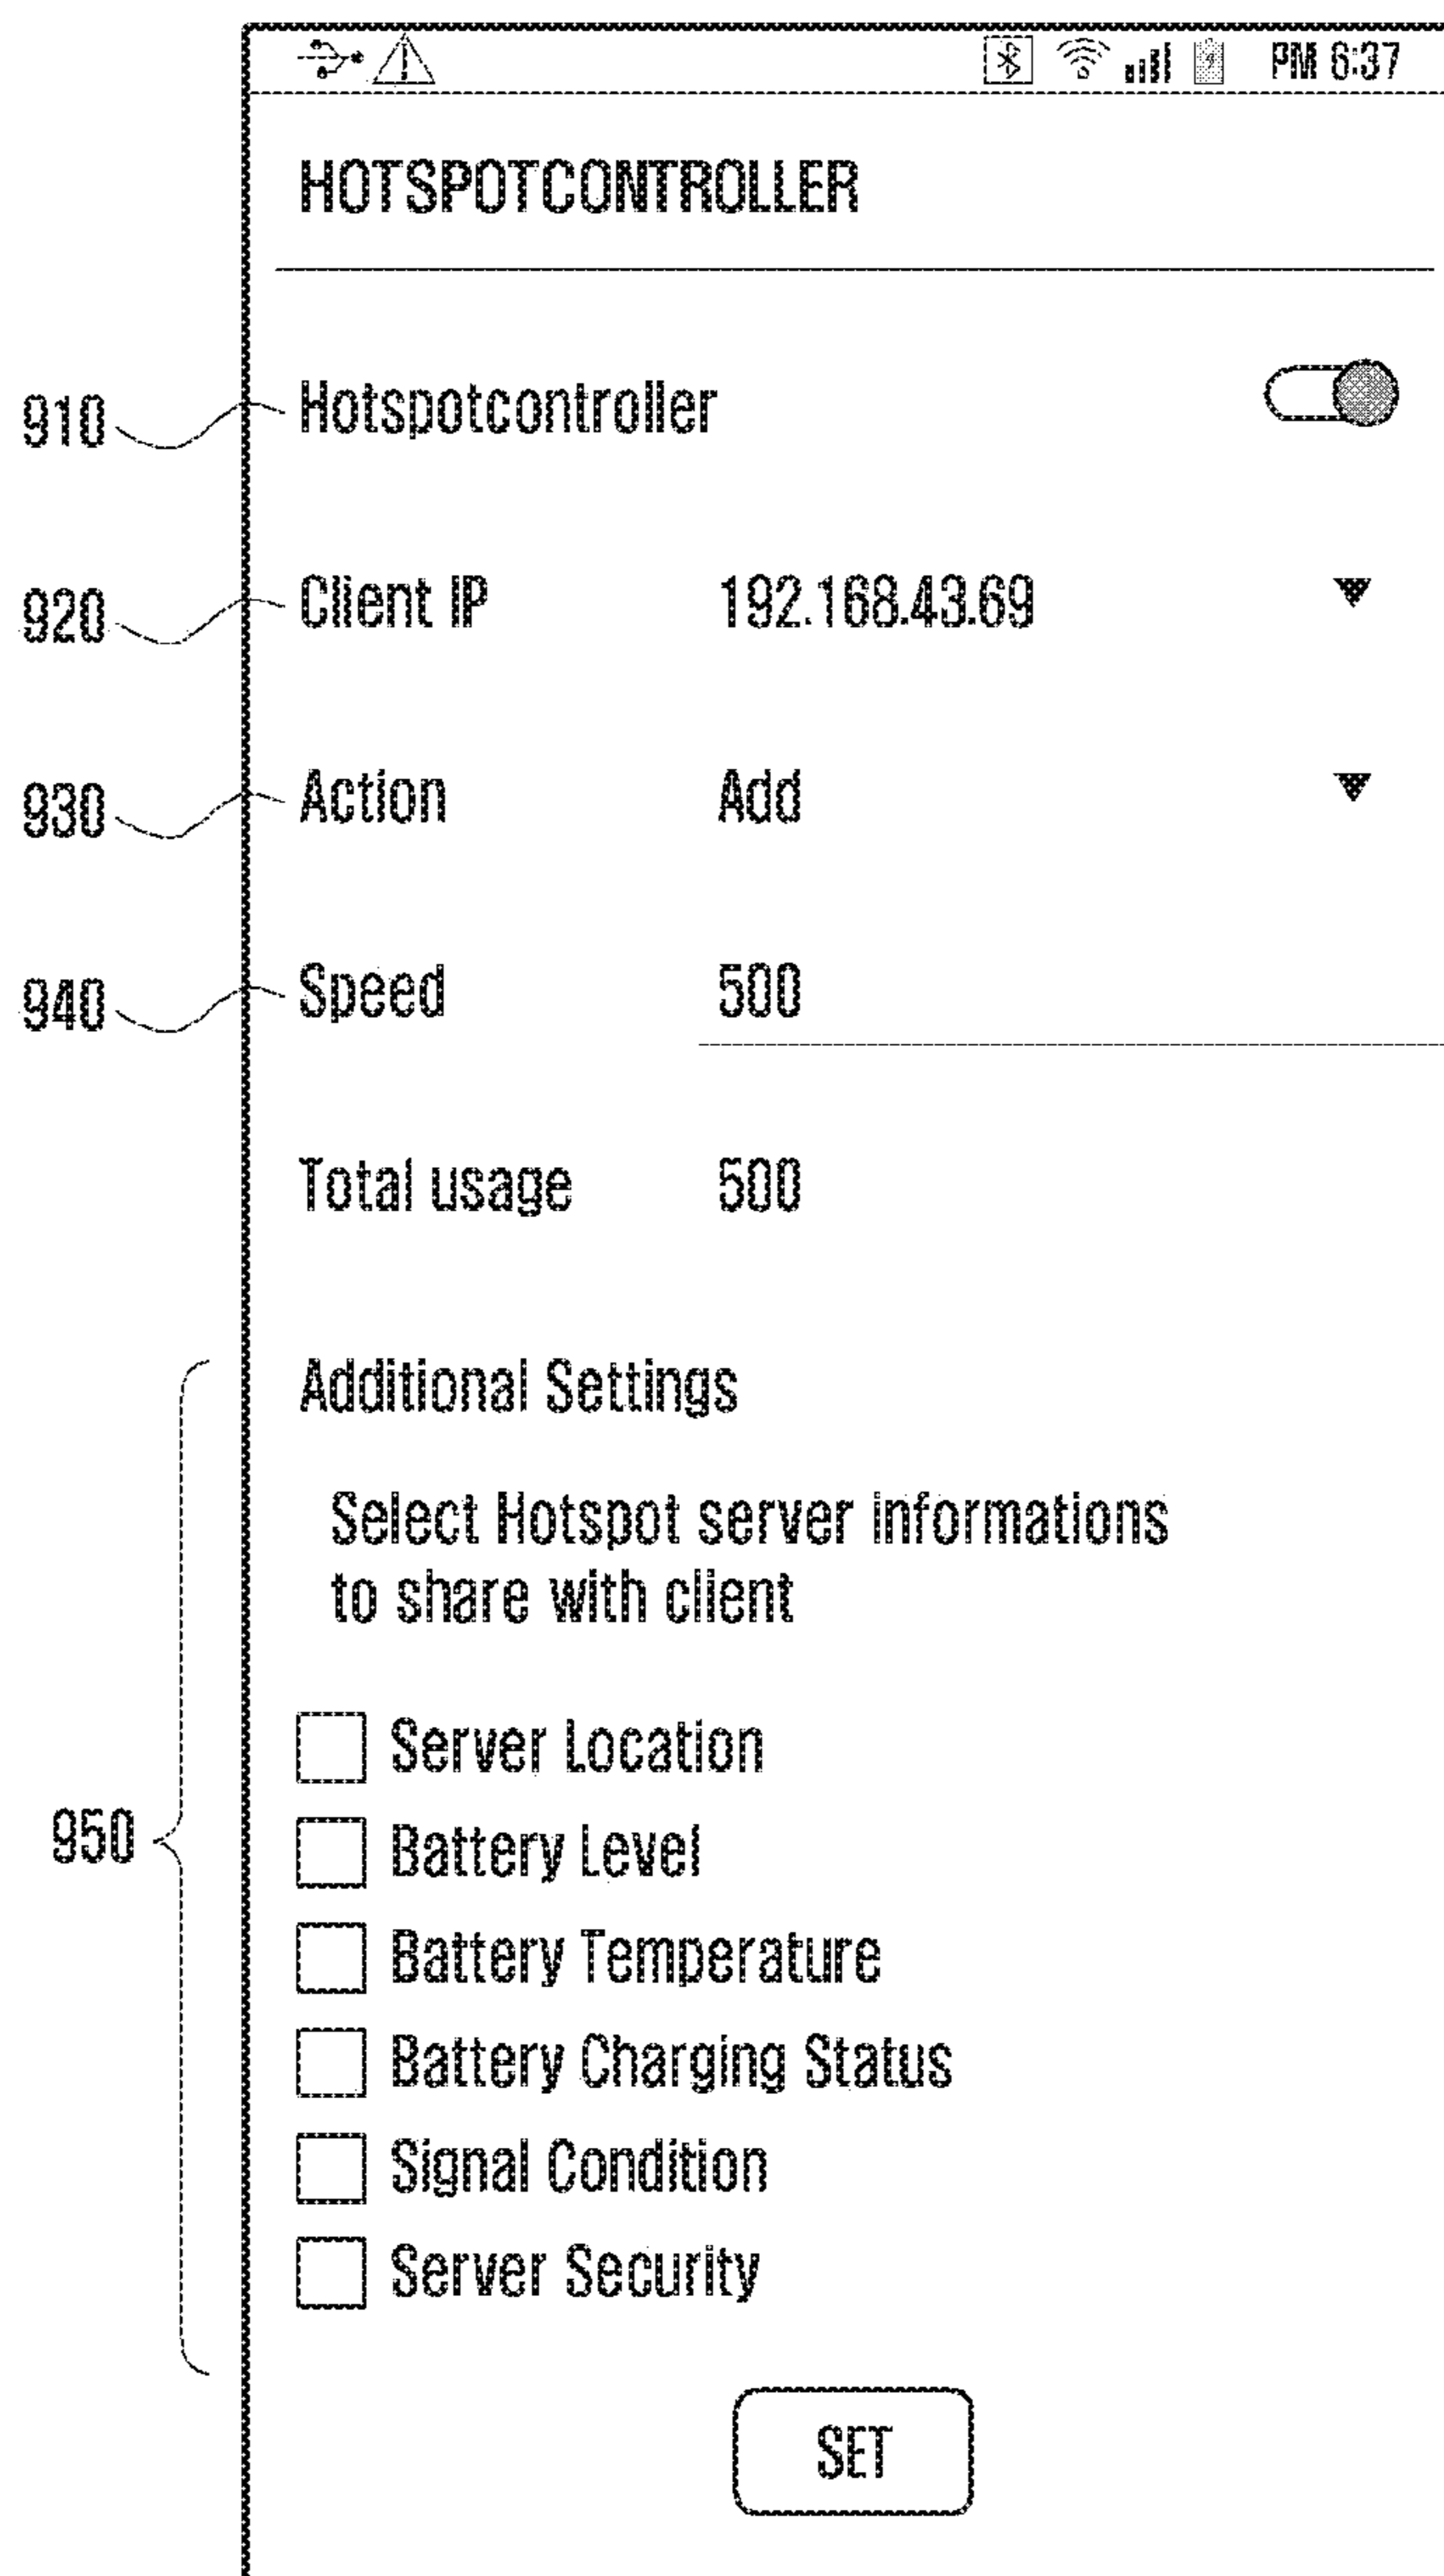 PM 6:37
HOTSPOTCONTROLLER
910 Hotspotcontroller
920 Client IP 192.168.43.69
930 Action Add
940 Speed 500
Total usage 500
Additional Settings
Select Hotspot server informations
to share with client
Server Location
950 Battery Level
Battery Temperature
Battery Charging Status
Signal Condition
Server Security
SET